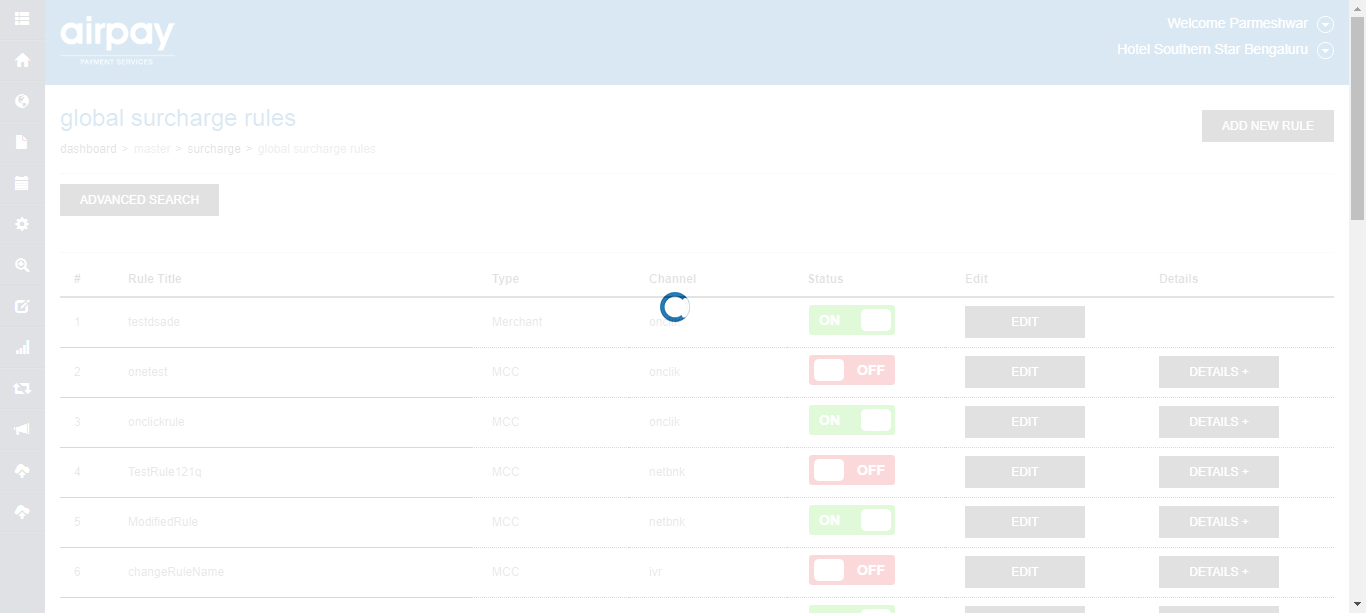 airpay
PAYMENT SERVICES
Welcome Parmeshwar
Hotel Southern Star Bengaluru
global surcharge rules
ADD NEW RULE
dashboard > master > surcharge > global surcharge rules
ADVANCED SEARCH
# Rule Title Type Channel Status Edit Details
1 testdsade Merchant onclik ON EDIT
2 onetest MCC onclik OFF EDIT DETAILS +
3 onclickrule MCC onclik ON EDIT DETAILS +
4 TestRule121q MCC netbnk OFF EDIT DETAILS +
5 ModifiedRule MCC netbnk ON EDIT DETAILS +
6 changeRuleName MCC ivr OFF EDIT DETAILS +